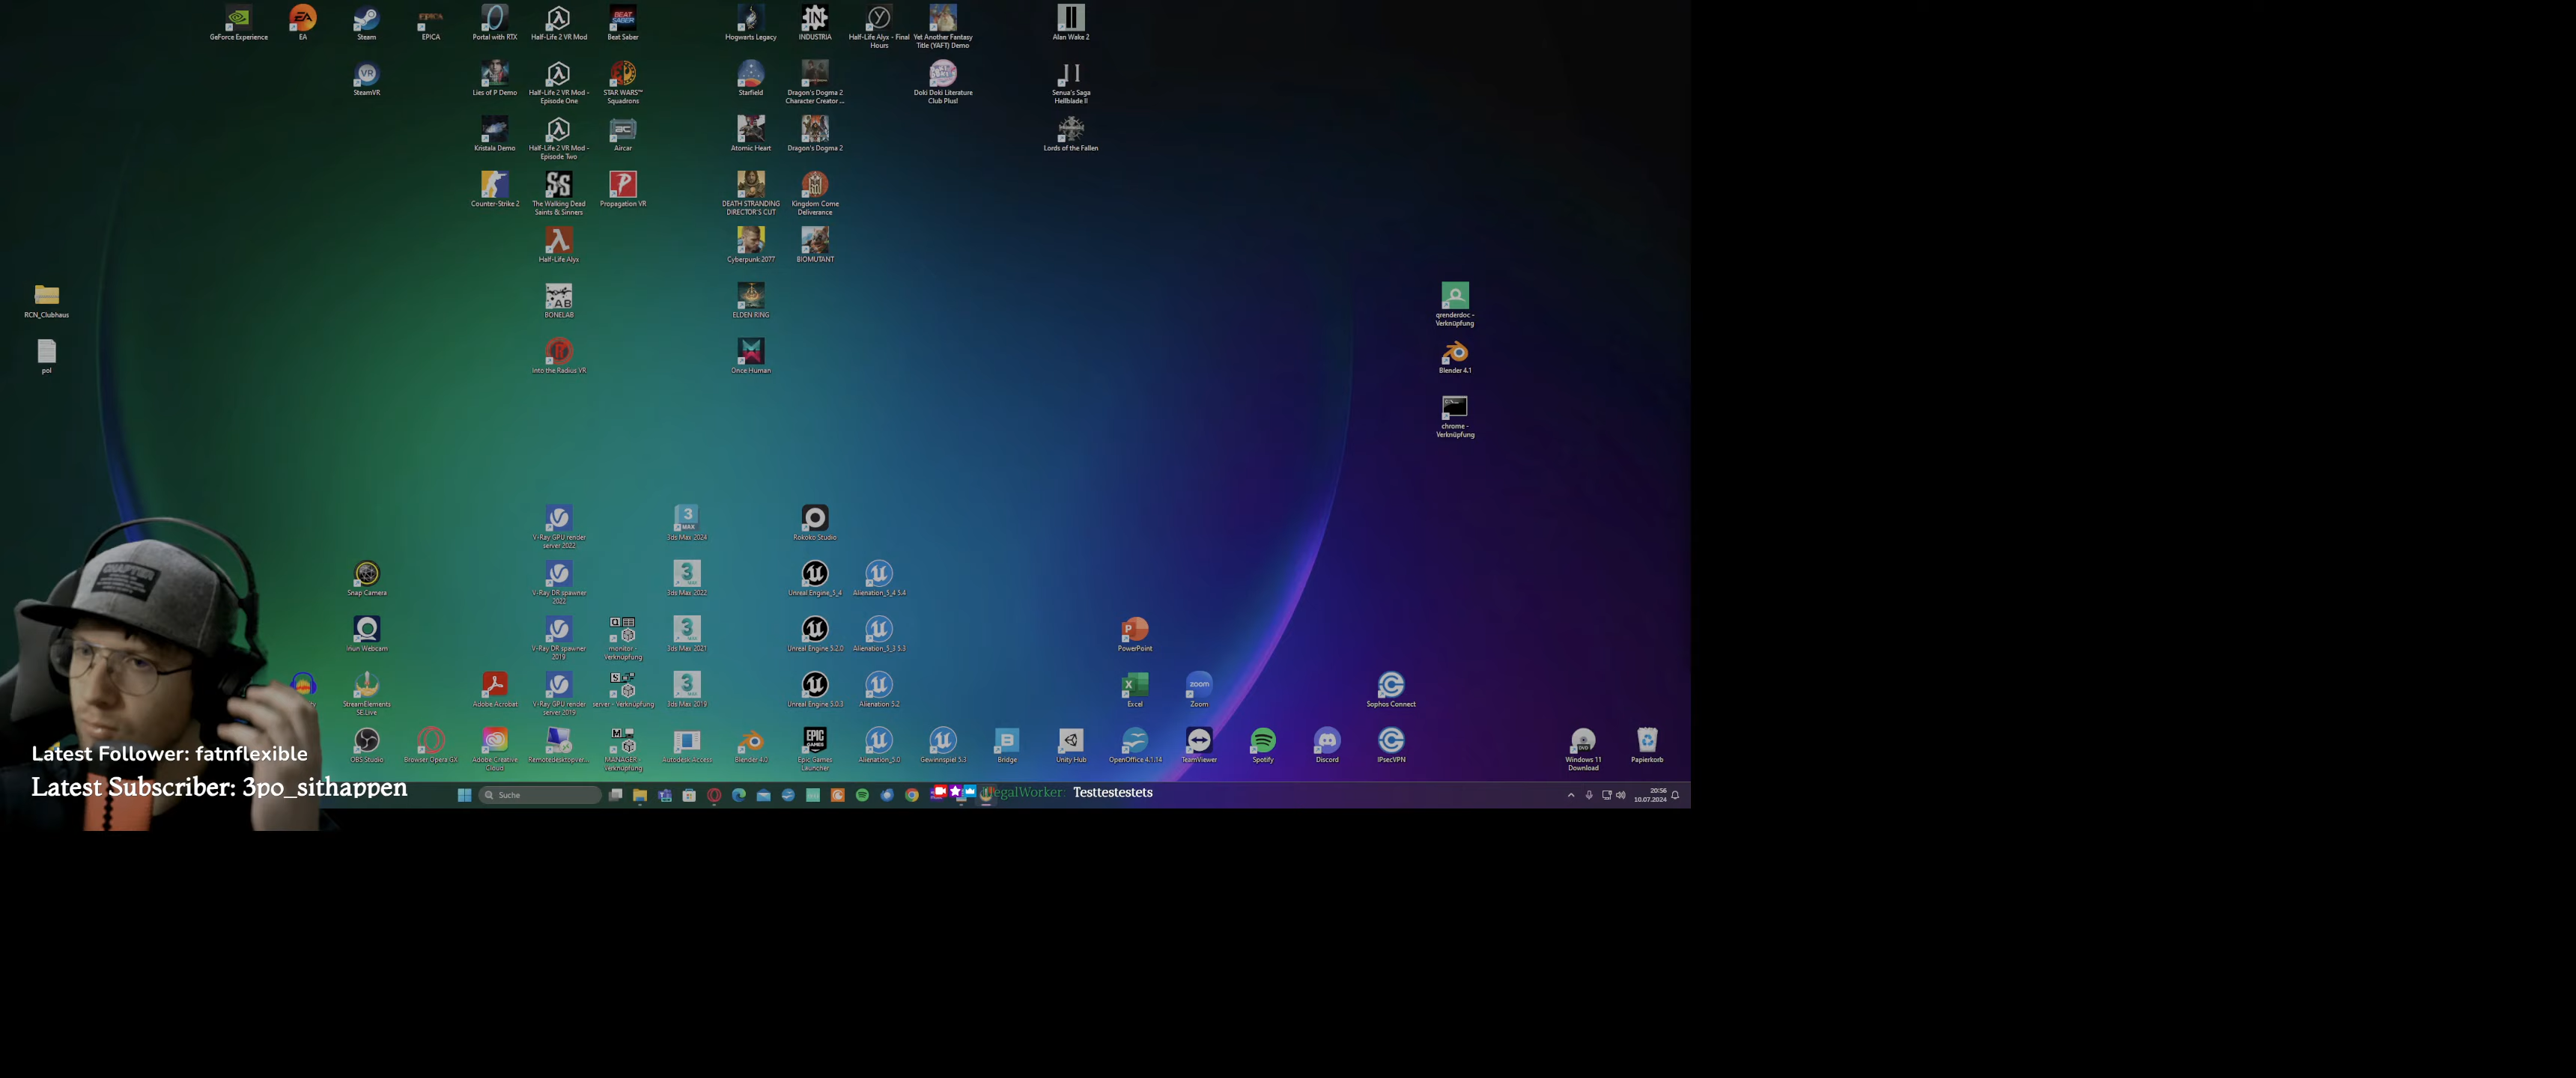 GeForce Experience
EA
Steam
EPICA
Portal with RTX
Half-Life 2 VR Mod
Beat Saber
Hogwarts Legacy
INDUSTRIA
Half-Life Alyx - Final
Hours
Yet Another Fantasy
Title (YAFT) Demo
Alan Wake 2
SteamVR
Lies of P Demo
Half-Life 2 VR Mod -
Episode One
STAR WARS™
Squadrons
Starfield
Dragon's Dogma 2
Character Creator ...
Doki Doki Literature
Club Plus!
Senua's Saga
Hellblade II
Kristala Demo
Half-Life 2 VR Mod -
Episode Two
Aircar
Atomic Heart
Dragon's Dogma 2
Lords of the Fallen
Counter-Strike 2
The Walking Dead
Saints & Sinners
Propagation VR
DEATH STRANDING
DIRECTOR'S CUT
Kingdom Come
Deliverance
Half-Life Alyx
Cyberpunk 2077
BIOMUTANT
RCN_Clubhaus
BONELAB
ELDEN RING
qrenderdoc -
Verknüpfung
pol
Into the Radius VR
Once Human
Blender 4.1
chrome -
Verknüpfung
V-Ray GPU render
server 2022
3ds Max 2024
Rokoko Studio
Snap Camera
V-Ray DR spawner
2022
3ds Max 2022
Unreal Engine_5_4
Alienation_5_4 5.4
Iriun Webcam
V-Ray DR spawner
2019
monitor -
Verknüpfung
3ds Max 2021
Unreal Engine 5.2.0
Alienation_5_3 5.3
PowerPoint
StreamElements
SE.Live
Adobe Acrobat
V-Ray GPU render
server 2019
server - Verknüpfung
3ds Max 2019
Unreal Engine 5.0.3
Alienation 5.2
Excel
Zoom
Sophos Connect
OBS Studio
Browser Opera GX
Adobe Creative
Cloud
Remotedesktopver...
MANAGER -
Verknüpfung
Autodesk Access
Blender 4.0
Epic Games
Launcher
Alienation_5.0
Gewinnspiel 5.3
Bridge
Unity Hub
OpenOffice 4.1.14
TeamViewer
Spotify
Discord
IPsecVPN
Windows 11
Download
Papierkorb
Latest Follower: fatnflexible
Latest Subscriber: 3po_sithappen
Suche
Testtestestets
20:56
10.07.2024